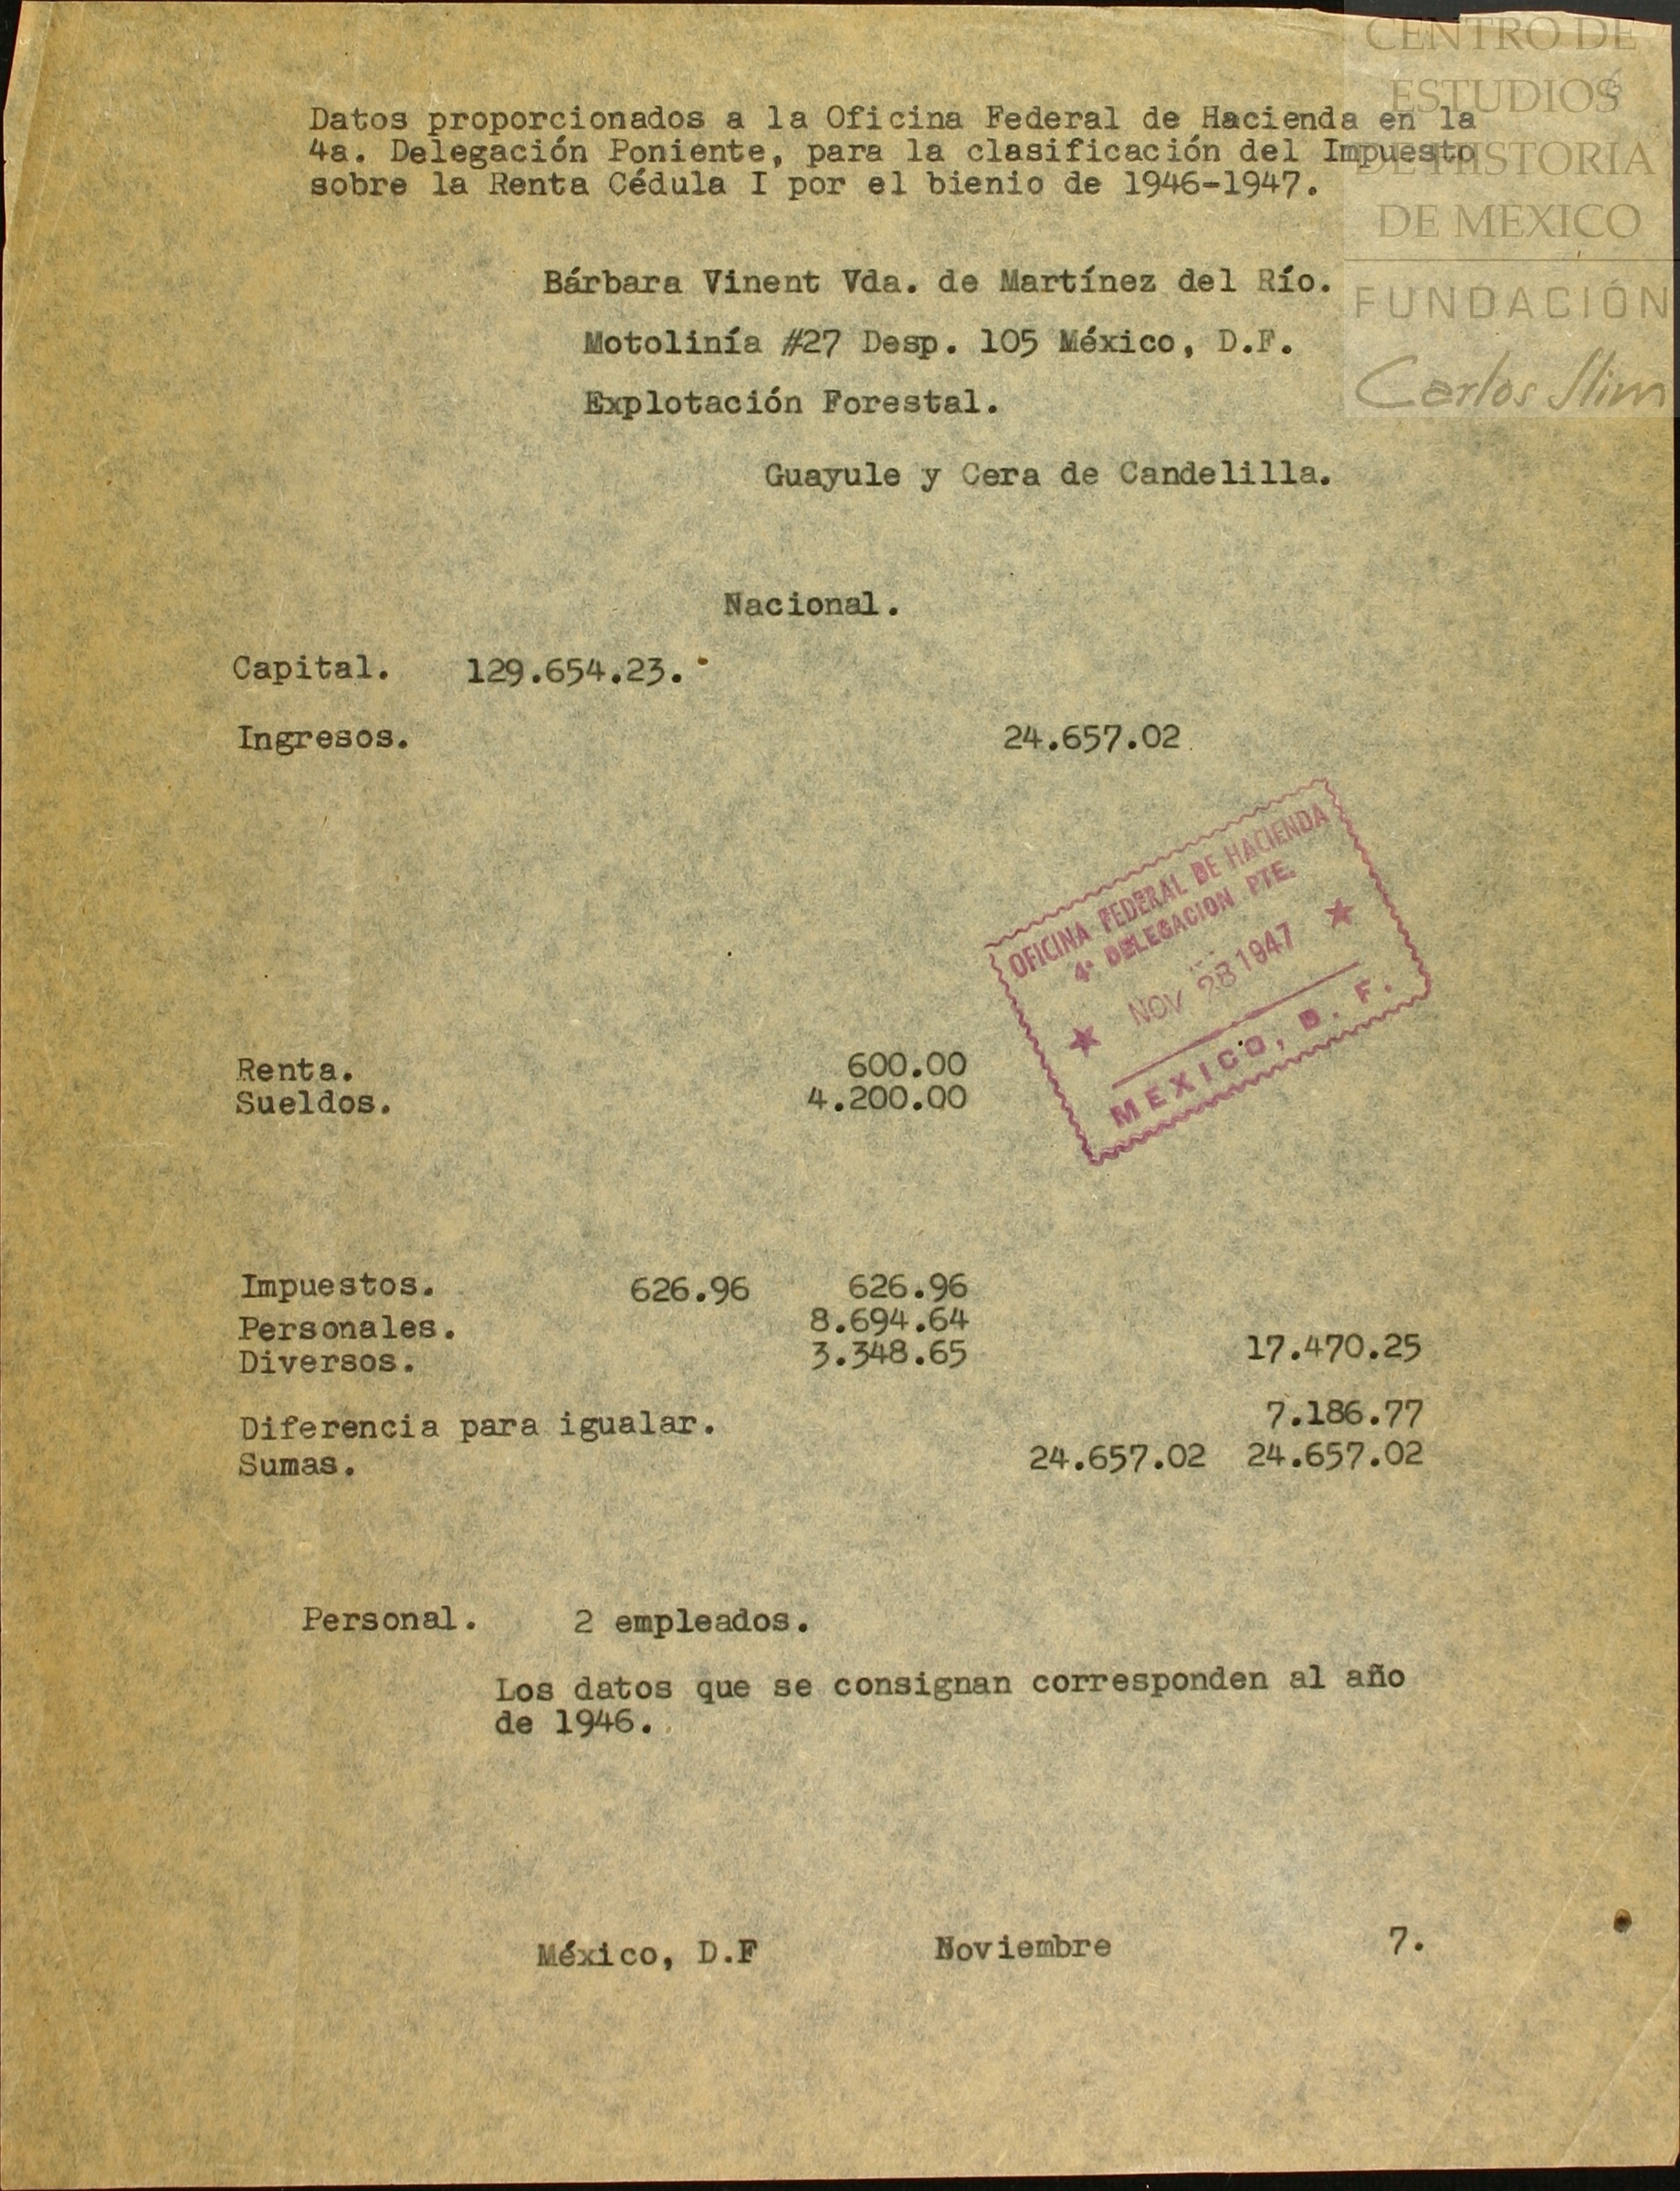 CENTRO DE
ESTUDIOS
DE HISTORIA
DE MÉXICO
FUNDACIÓN
Carlos Slim
Datos proporcionados a la Oficina Federal de Hacienda en la
4a. Delegación Poniente, para la clasificación del Impuesto
sobre la Renta Cédula I por el bienio de 1946-1947.
Bárbara Vinent Vda. de Martínez del Río.
Motolinía #27 Desp. 105 México, D.F.
Explotación Forestal.
Guayule y Cera de Candelilla.
Nacional.
Capital. 129.654.23.
Ingresos. 24.657.02
OFICINA FEDERAL DE HACIENDA
4ª DELEGACION PTE.
NOV 28 1947
MEXICO, D. F.
Renta. 600.00
Sueldos. 4.200.00
Impuestos. 626.96 626.96
Personales. 8.694.64
Diversos. 3.348.65 17.470.25
Diferencia para igualar. 7.186.77
Sumas. 24.657.02 24.657.02
Personal. 2 empleados.
Los datos que se consignan corresponden al año
de 1946.
México, D.F Noviembre 7.